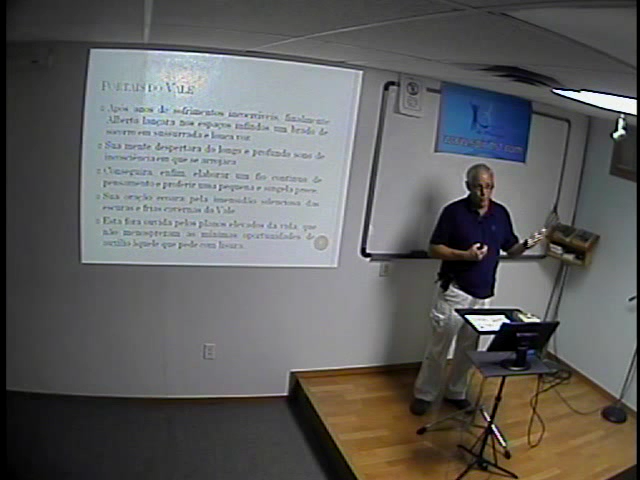 PORTAIS DO VALE
Após anos de sofrimentos inenarráveis, finalmente
Alberto lançara nos espaços infindos um brado de
socorro em sussurrada e louca voz.
Sua mente despertara do longo e profundo sono de
inconsciência em que se arrojara
Conseguira, enfim, elaborar um fio contínuo de
pensamento e proferir uma pequena e singela prece.
Sua oração ecoara pela imensidão silenciosa das
escuras e frias cavernas do Vale
Esta fora ouvida pelos planos elevados da vida, que
não menosprezam as mínimas oportunidades de
auxílio àquele que pede com lisura.